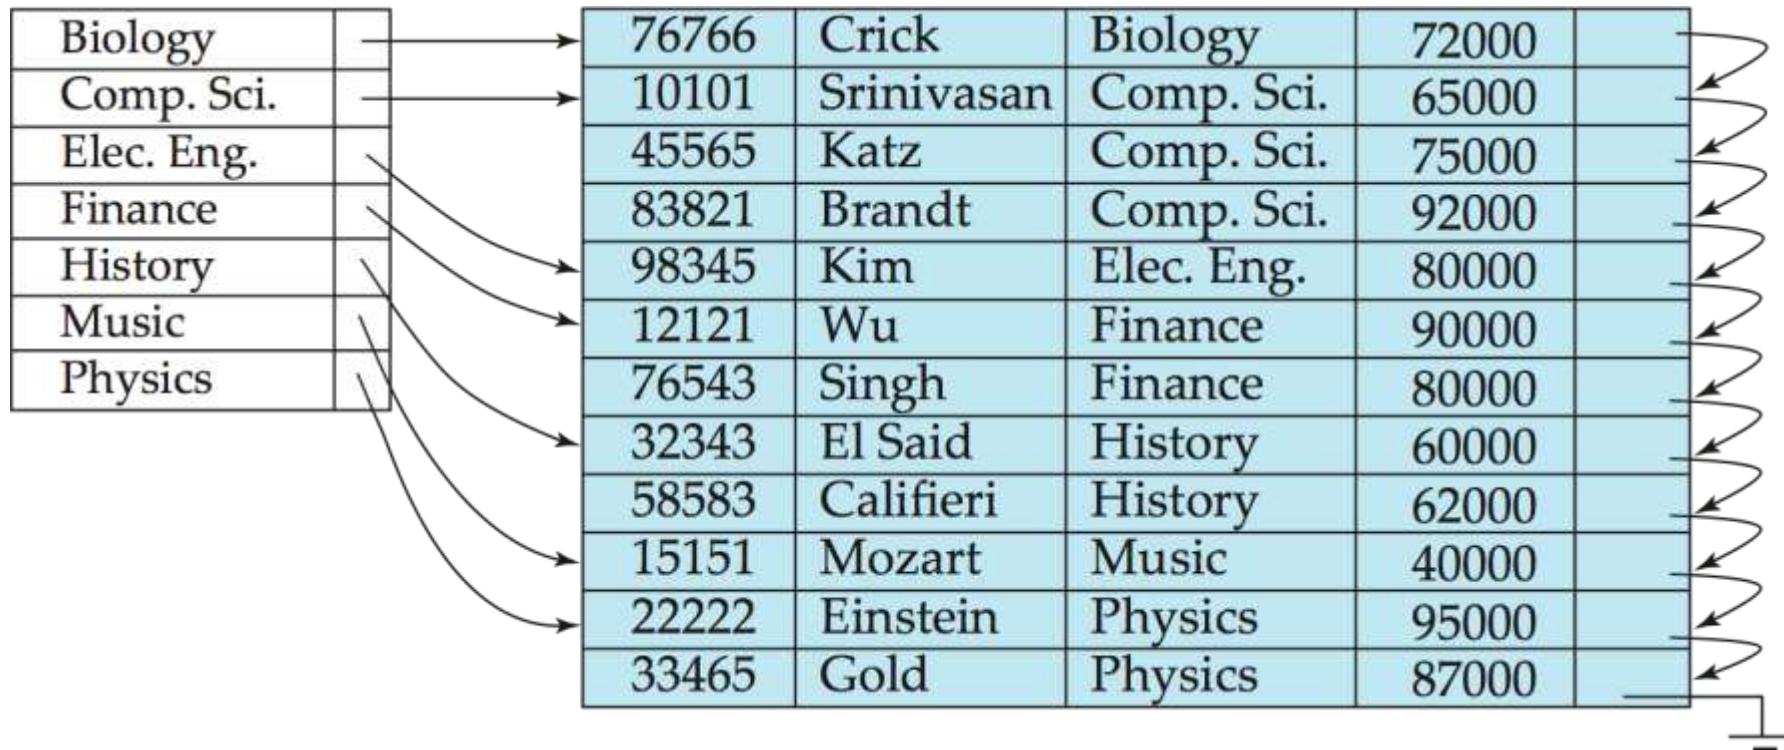 Biology
Comp. Sci.
Elec. Eng.
Finance
History
Music
Physics
76766 Crick Biology 72000
10101 Srinivasan Comp. Sci. 65000
45565 Katz Comp. Sci. 75000
83821 Brandt Comp. Sci. 92000
98345 Kim Elec. Eng. 80000
12121 Wu Finance 90000
76543 Singh Finance 80000
32343 El Said History 60000
58583 Califieri History 62000
15151 Mozart Music 40000
22222 Einstein Physics 95000
33465 Gold Physics 87000